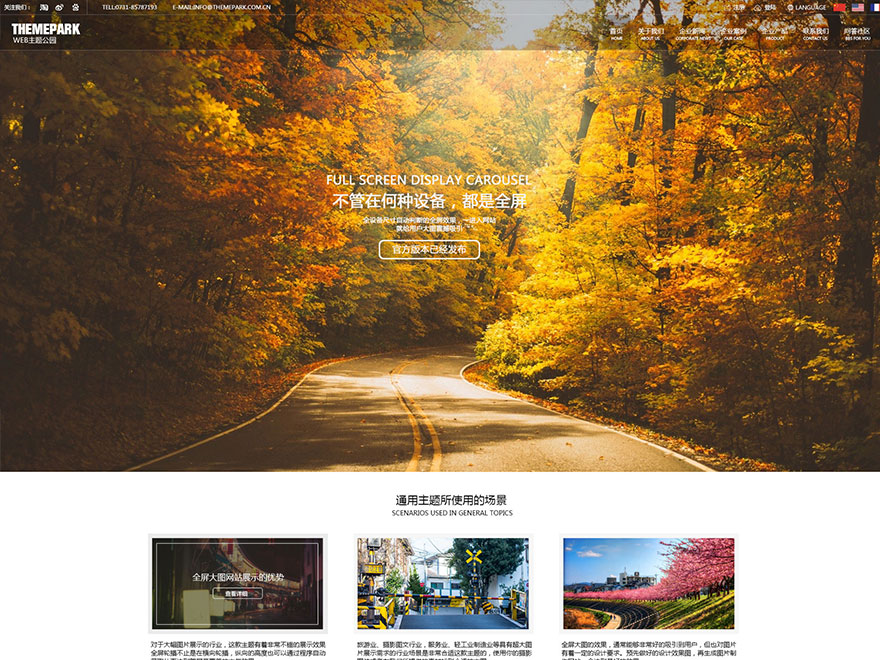 关注我们：
TELL:0731-85787193
E-MAIL:INFO@THEMEPARK.COM.CN
注册
登陆
LANGUAGE
THEMEPARK
WEB主题公园
首页
HOME
关于我们
ABOUT US
企业新闻
CORPORATE NEWS
企业案例
OUR CASE
企业产品
PRODUCT
联系我们
CONTACT US
问答社区
BBS FOR YOU
FULL SCREEN DISPLAY CAROUSEL
不管在何种设备，都是全屏
全设备尺寸自动判断的全屏效果，一进入网站
就给用户大图震撼吸引
官方版本已经发布
通用主题所使用的场景
SCENARIOS USED IN GENERAL TOPICS
全屏大图网站展示的优势
查看详细
对于大幅图片展示的行业，这款主题有着非常不错的展示效果
全屏轮播不止是在横向轮播，纵向的高度也可以通过程序自动
旅游业、摄影图文行业，服务业、轻工业制造业等具有超大图
片展示需求的行业场景是非常合适这款主题的，使用你的摄影
全屏大图的效果，通常能够非常好的吸引到用户，但也对图片
有着一定的设计要求。预先做好的设计效果图，再生成图片制